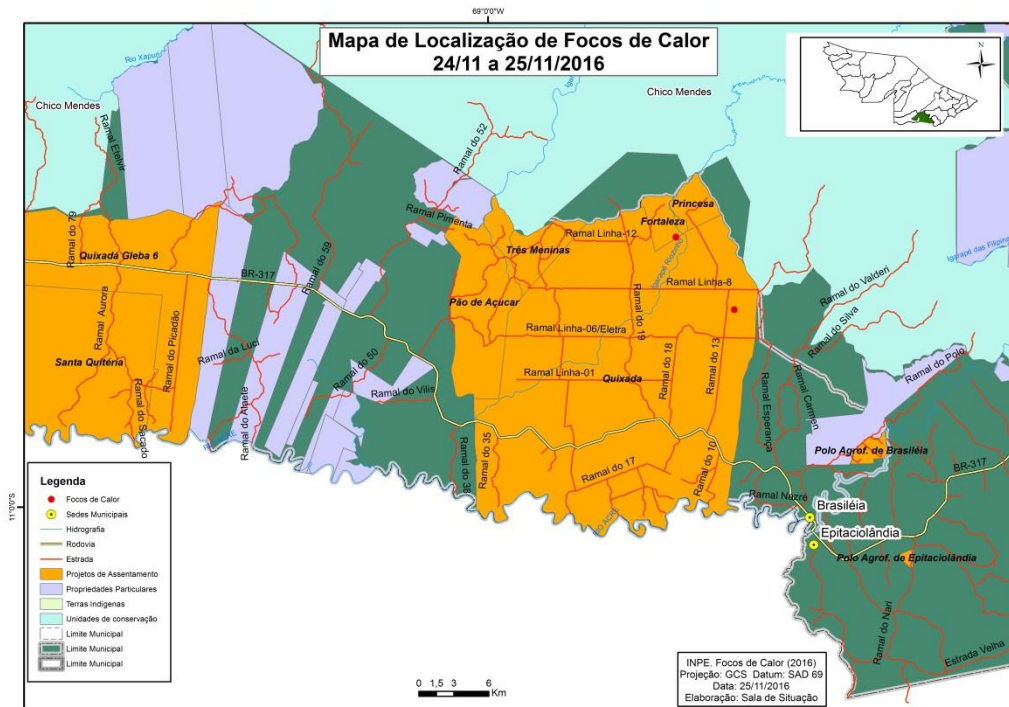 69°0'0"W
Mapa de Localização de Focos de Calor
24/11 a 25/11/2016
N
Rio Xapuri
Chico Mendes
Chico Mendes
Ramal Etelvir
Ramal do 52
Ramal Pimenta
Princesa
Fortaleza
Ramal Linha-12
Ramal do 79
Três Meninas
Igarapé Riozinho
Quixadá Gleba 6
Ramal do 59
BR-317
Ramal Linha-8
Ramal do Valderi
Ramal do Silva
Pão de Açucar
Ramal Aurora
Ramal do Picadão
Ramal Linha-06/Eletra
Ramal do 19
Ramal do 18
Ramal do 13
Ramal da Luci
Ramal do 50
Santa Quitéria
Ramal Linha-01
Quixada
Ramal do Vilis
Ramal Esperança
Ramal Carmen
Ramal do Polo
Ramal do Sacado
Ramal do 35
Ramal do 38
Ramal do 17
Ramal do 10
Polo Agrof. de Brasiléia
BR-317
Ramal Nazré
Brasiléia
Epitaciolândia
Polo Agrof. de Epitaciolândia
Ramal do Nari
Estrada Velha
11°0'0"S
Legenda
Focos de Calor
Sedes Municipais
Hidrografia
Rodovia
Estrada
Projetos de Assentamento
Propriedades Particulares
Terras Indígenas
Unidades de conservação
Limite Municipal
Limite Municipal
Limite Municipal
0 1,5 3 6
Km
INPE. Focos de Calor (2016)
Projeção: GCS Datum: SAD 69
Data: 25/11/2016
Elaboração: Sala de Situação